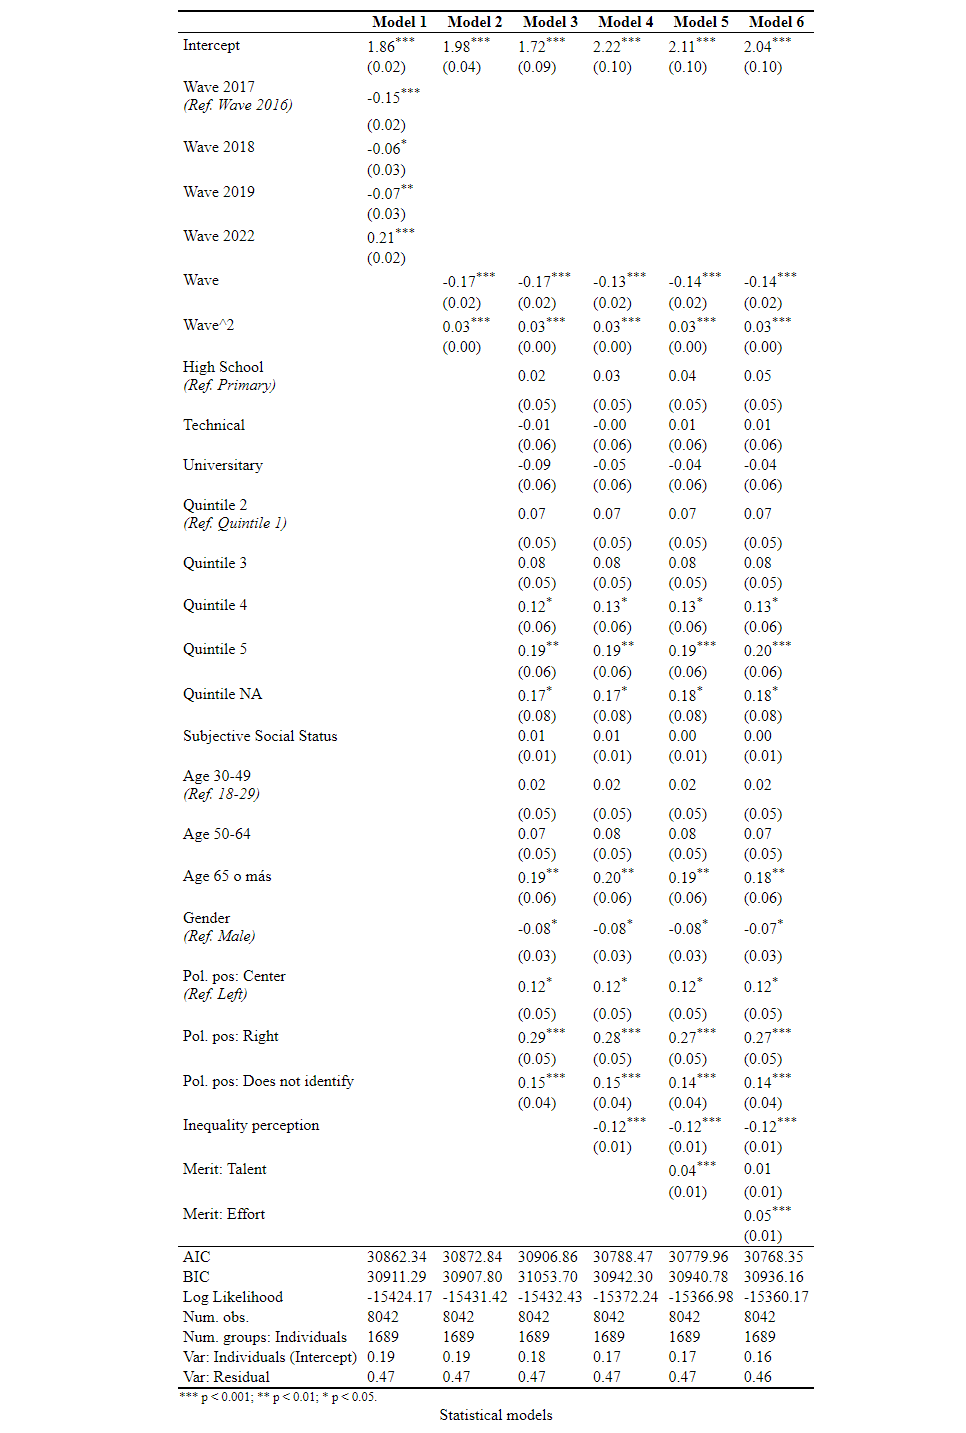 Model 1 Model 2 Model 3 Model 4 Model 5 Model 6
Intercept 1.86*** 1.98*** 1.72*** 2.22*** 2.11*** 2.04***
(0.02) (0.04) (0.09) (0.10) (0.10) (0.10)
Wave 2017
(Ref. Wave 2016) -0.15***
(0.02)
Wave 2018 -0.06*
(0.03)
Wave 2019 -0.07**
(0.03)
Wave 2022 0.21***
(0.02)
Wave -0.17*** -0.17*** -0.13*** -0.14*** -0.14***
(0.02) (0.02) (0.02) (0.02) (0.02)
Wave^2 0.03*** 0.03*** 0.03*** 0.03*** 0.03***
(0.00) (0.00) (0.00) (0.00) (0.00)
High School
(Ref. Primary) 0.02 0.03 0.04 0.05
(0.05) (0.05) (0.05) (0.05)
Technical -0.01 -0.00 0.01 0.01
(0.06) (0.06) (0.06) (0.06)
Universitary -0.09 -0.05 -0.04 -0.04
(0.06) (0.06) (0.06) (0.06)
Quintile 2
(Ref. Quintile 1) 0.07 0.07 0.07 0.07
(0.05) (0.05) (0.05) (0.05)
Quintile 3 0.08 0.08 0.08 0.08
(0.05) (0.05) (0.05) (0.05)
Quintile 4 0.12* 0.13* 0.13* 0.13*
(0.06) (0.06) (0.06) (0.06)
Quintile 5 0.19** 0.19** 0.19*** 0.20***
(0.06) (0.06) (0.06) (0.06)
Quintile NA 0.17* 0.17* 0.18* 0.18*
(0.08) (0.08) (0.08) (0.08)
Subjective Social Status 0.01 0.01 0.00 0.00
(0.01) (0.01) (0.01) (0.01)
Age 30-49
(Ref. 18-29) 0.02 0.02 0.02 0.02
(0.05) (0.05) (0.05) (0.05)
Age 50-64 0.07 0.08 0.08 0.07
(0.05) (0.05) (0.05) (0.05)
Age 65 o más 0.19** 0.20** 0.19** 0.18**
(0.06) (0.06) (0.06) (0.06)
Gender
(Ref. Male) -0.08* -0.08* -0.08* -0.07*
(0.03) (0.03) (0.03) (0.03)
Pol. pos: Center
(Ref. Left) 0.12* 0.12* 0.12* 0.12*
(0.05) (0.05) (0.05) (0.05)
Pol. pos: Right 0.29*** 0.28*** 0.27*** 0.27***
(0.05) (0.05) (0.05) (0.05)
Pol. pos: Does not identify 0.15*** 0.15*** 0.14*** 0.14***
(0.04) (0.04) (0.04) (0.04)
Inequality perception -0.12*** -0.12*** -0.12***
(0.01) (0.01) (0.01)
Merit: Talent 0.04*** 0.01
(0.01) (0.01)
Merit: Effort 0.05***
(0.01)
AIC 30862.34 30872.84 30906.86 30788.47 30779.96 30768.35
BIC 30911.29 30907.80 31053.70 30942.30 30940.78 30936.16
Log Likelihood -15424.17 -15431.42 -15432.43 -15372.24 -15366.98 -15360.17
Num. obs. 8042 8042 8042 8042 8042 8042
Num. groups: Individuals 1689 1689 1689 1689 1689 1689
Var: Individuals (Intercept) 0.19 0.19 0.18 0.17 0.17 0.16
Var: Residual 0.47 0.47 0.47 0.47 0.47 0.46
*** p < 0.001; ** p < 0.01; * p < 0.05.
Statistical models